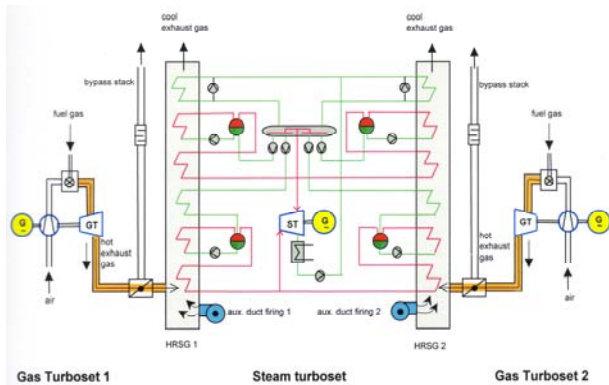 cool
exhaust gas
cool
exhaust gas
bypass stack
bypass stack
fuel gas
fuel gas
G
GT
hot
exhaust
gas
air
ST
G
GT
G
hot
exhaust
gas
air
aux. duct firing 1
aux. duct firing 2
HRSG 1
HRSG 2
Gas Turboset 1
Steam turboset
Gas Turboset 2